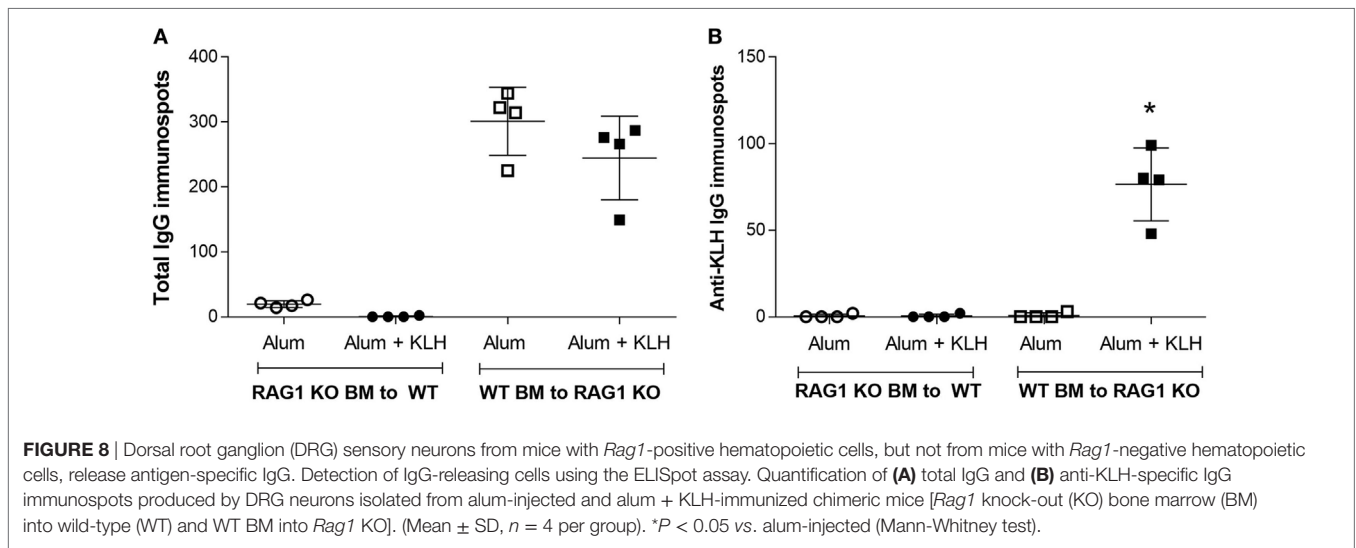 A
Total IgG immunospots
400
300
200
100
0
Alum Alum + KLH Alum Alum + KLH
RAG1 KO BM to WT WT BM to RAG1 KO
B
Anti-KLH IgG immunospots
150
100
50
0
*
Alum Alum + KLH Alum Alum + KLH
RAG1 KO BM to WT WT BM to RAG1 KO
FIGURE 8 | Dorsal root ganglion (DRG) sensory neurons from mice with Rag1-positive hematopoietic cells, but not from mice with Rag1-negative hematopoietic
cells, release antigen-specific IgG. Detection of IgG-releasing cells using the ELISpot assay. Quantification of (A) total IgG and (B) anti-KLH-specific IgG
immunospots produced by DRG neurons isolated from alum-injected and alum + KLH-immunized chimeric mice [Rag1 knock-out (KO) bone marrow (BM)
into wild-type (WT) and WT BM into Rag1 KO]. (Mean ± SD, n = 4 per group). *P < 0.05 vs. alum-injected (Mann-Whitney test).